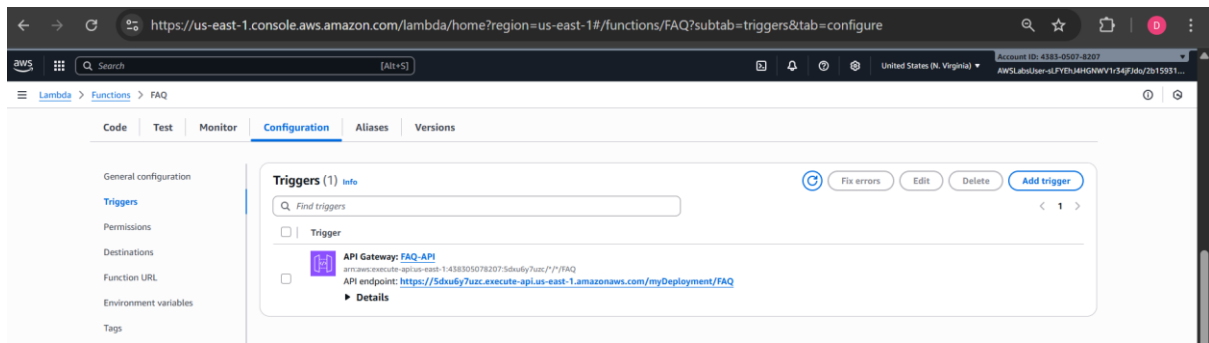 https://us-east-1.console.aws.amazon.com/lambda/home?region=us-east-1#/functions/FAQ?subtab=triggers&tab=configure
D
aws
Search
[Alt+S]
United States (N. Virginia)
Account ID: 4383-0507-8207
Lambda > Functions > FAQ
Code
Test
Monitor
Configuration
Aliases
Versions
General configuration
Triggers
Permissions
Destinations
Function URL
Environment variables
Tags
Triggers (1) Info
Fix errors
Edit
Delete
Add trigger
Find triggers
1
Trigger
API Gateway: FAQ-API
arn:aws:execute-api:us-east-1:438305078207:5dxu6y7uzc/*/*/FAQ
API endpoint: https://5dxu6y7uzc.execute-api.us-east-1.amazonaws.com/myDeployment/FAQ
Details